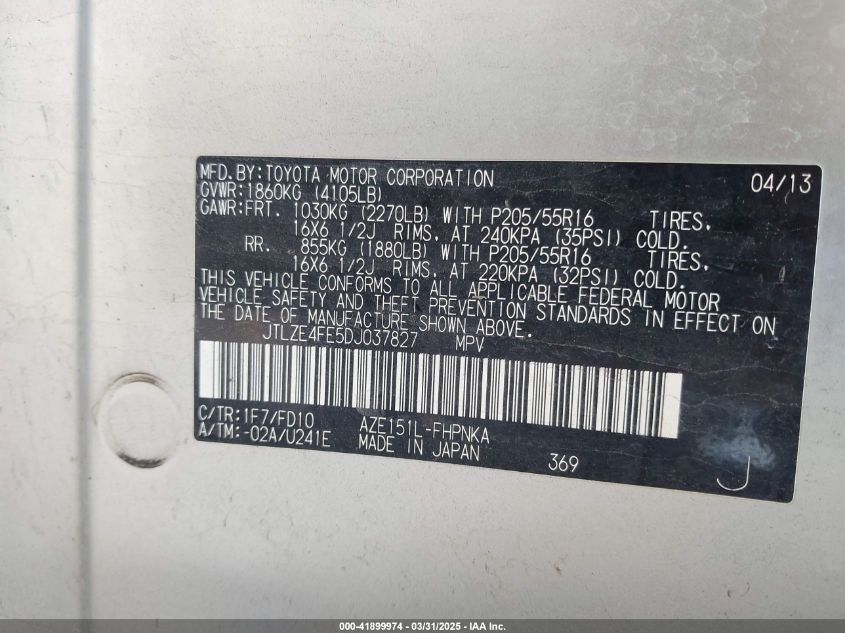 MFD.BY:TOYOTA MOTOR CORPORATION 04/13
GVWR:1860KG (4105LB)
GAWR:FRT. 1030KG (2270LB) WITH P205/55R16 TIRES,
16X6 1/2J RIMS, AT 240KPA (35PSI) COLD.
RR. 855KG (1880LB) WITH P205/55R16 TIRES,
16X6 1/2J RIMS, AT 220KPA (32PSI) COLD.
THIS VEHICLE CONFORMS TO ALL APPLICABLE FEDERAL MOTOR
VEHICLE SAFETY AND THEFT PREVENTION STANDARDS IN EFFECT ON
THE DATE OF MANUFACTURE SHOWN ABOVE.
JTLZE4FE5DJ037827 MPV
C/TR:1F7/FD10 AZE151L-FHPNKA
A/TM:-02A/U241E MADE IN JAPAN 369
J
000-41899974 — 03/31/2025 — IAA Inc.